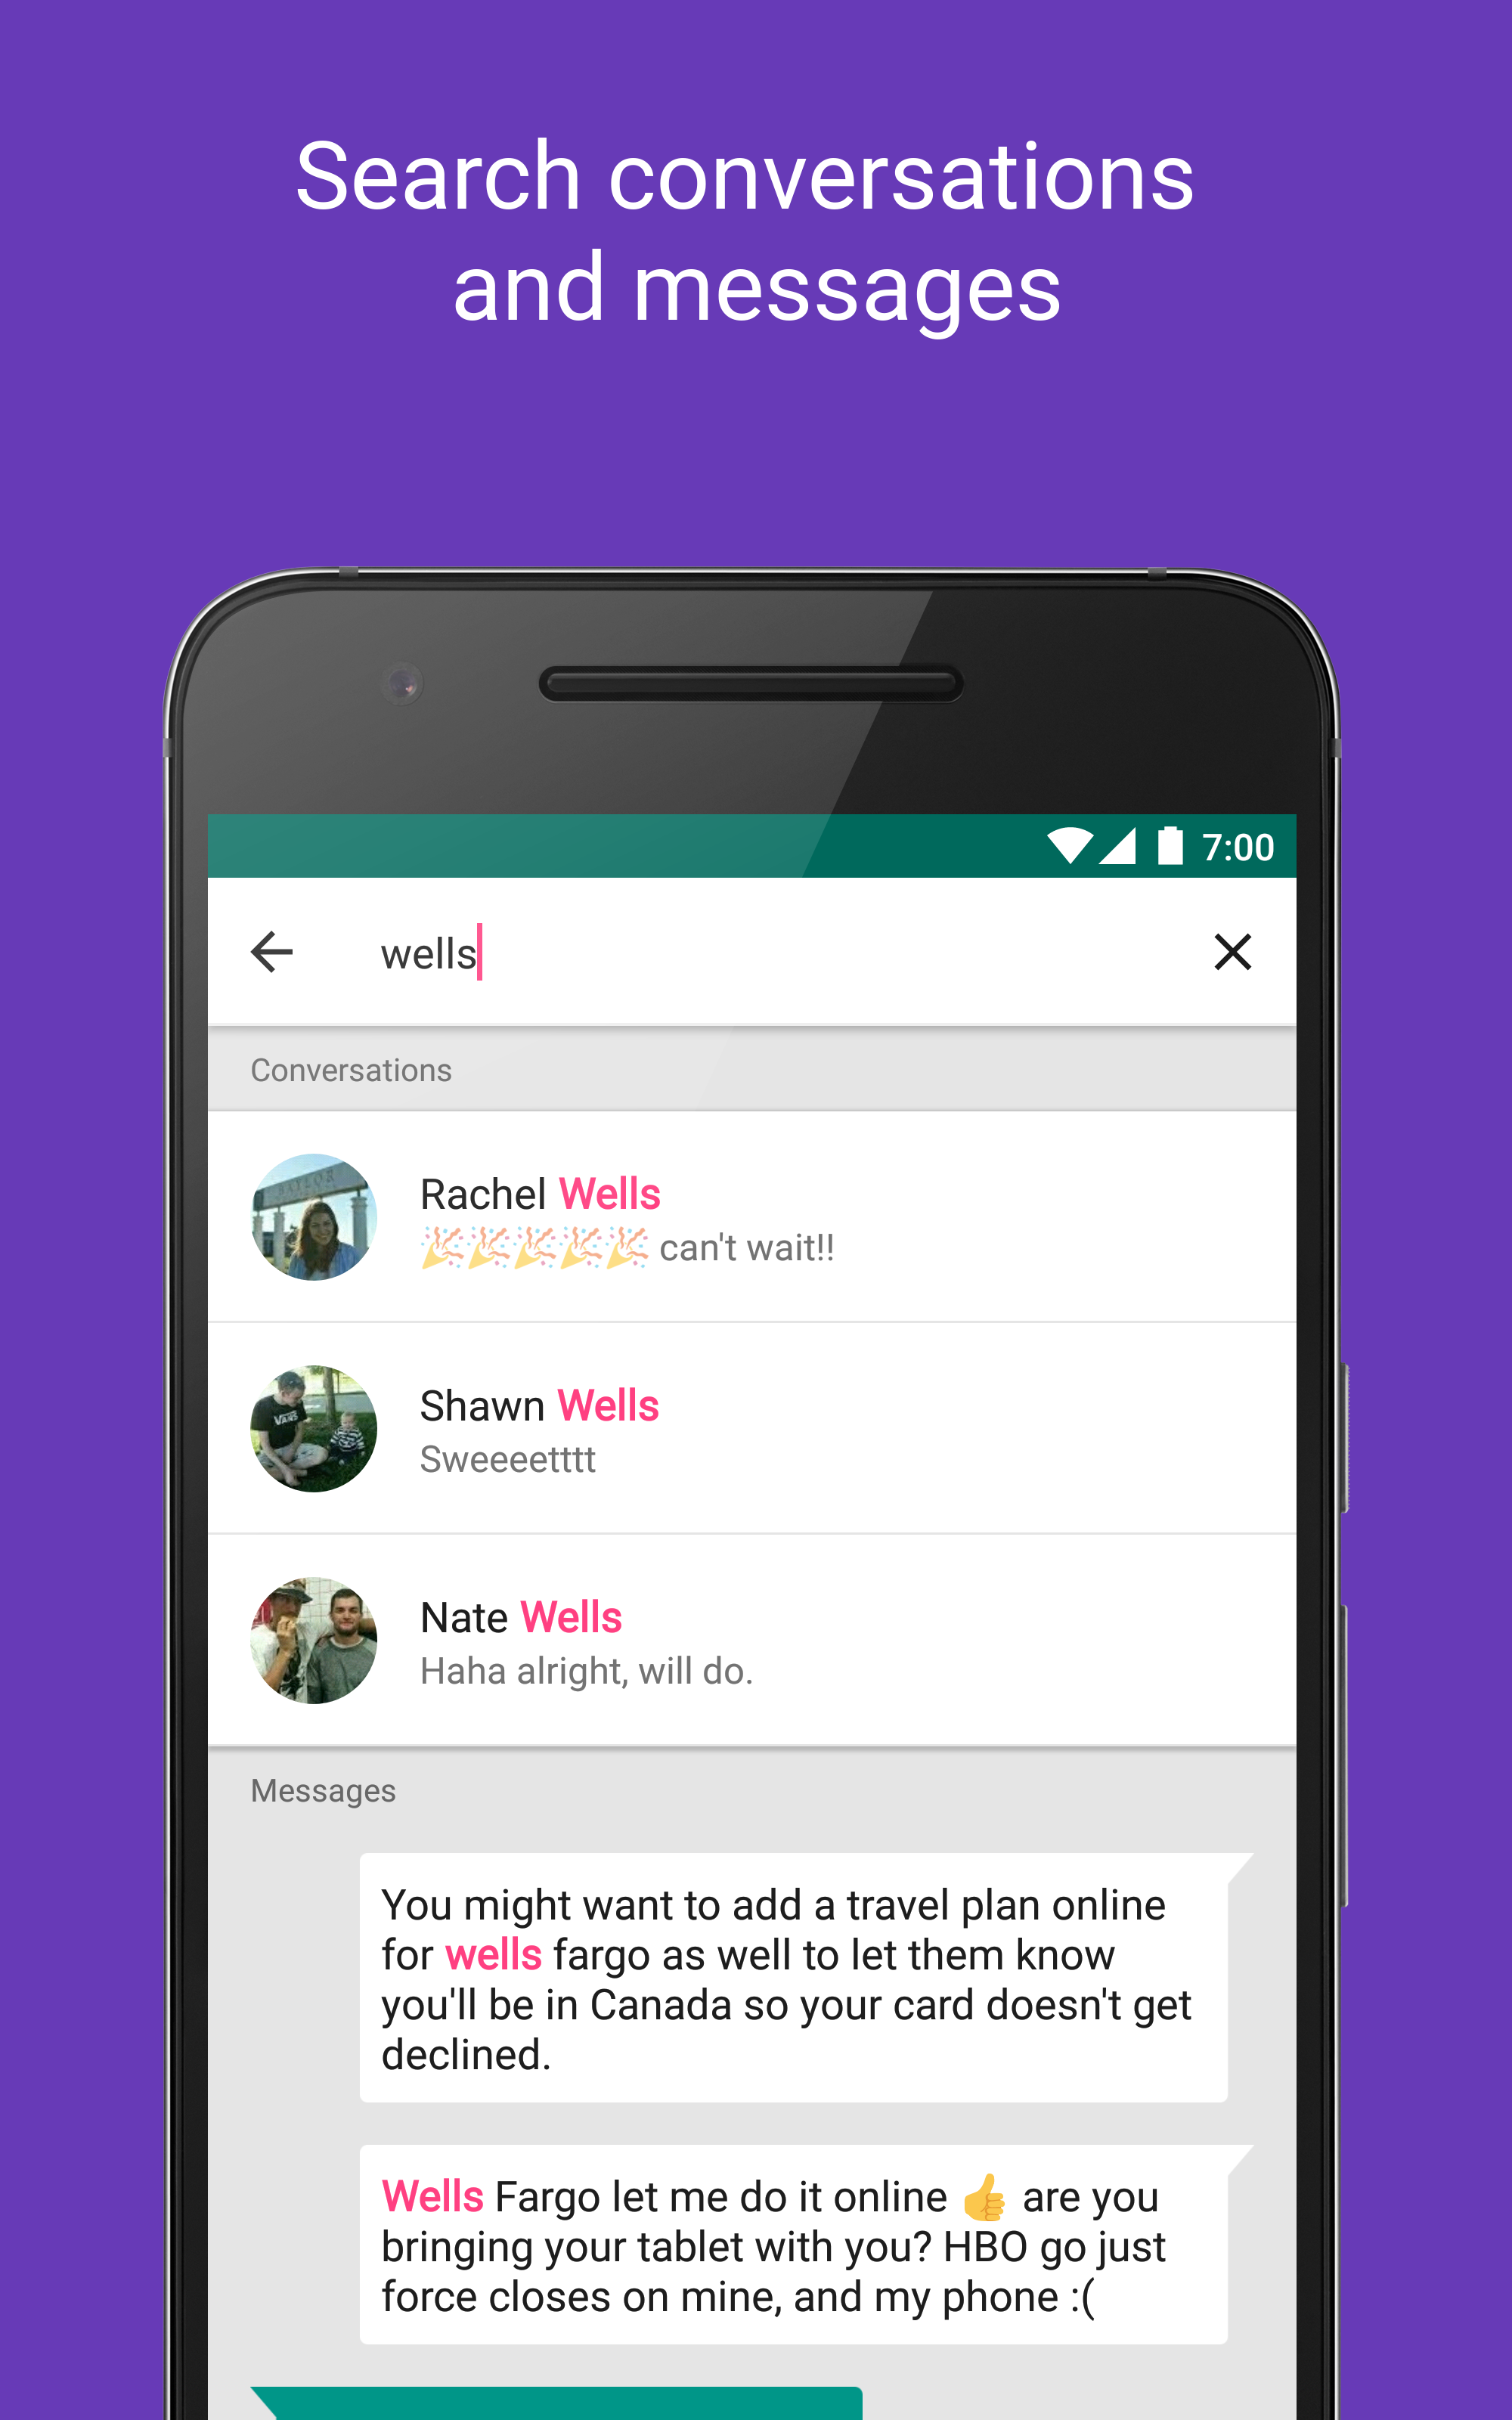 Search conversations
and messages
7:00
wells
Conversations
Rachel Wells
🎉🎉🎉🎉🎉 can't wait!!
Shawn Wells
Sweeeetttt
Nate Wells
Haha alright, will do.
Messages
You might want to add a travel plan online
for wells fargo as well to let them know
you'll be in Canada so your card doesn't get
declined.
Wells Fargo let me do it online 👍 are you
bringing your tablet with you? HBO go just
force closes on mine, and my phone :(